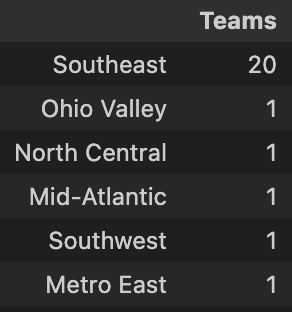 Teams
Southeast 20
Ohio Valley 1
North Central 1
Mid-Atlantic 1
Southwest 1
Metro East 1